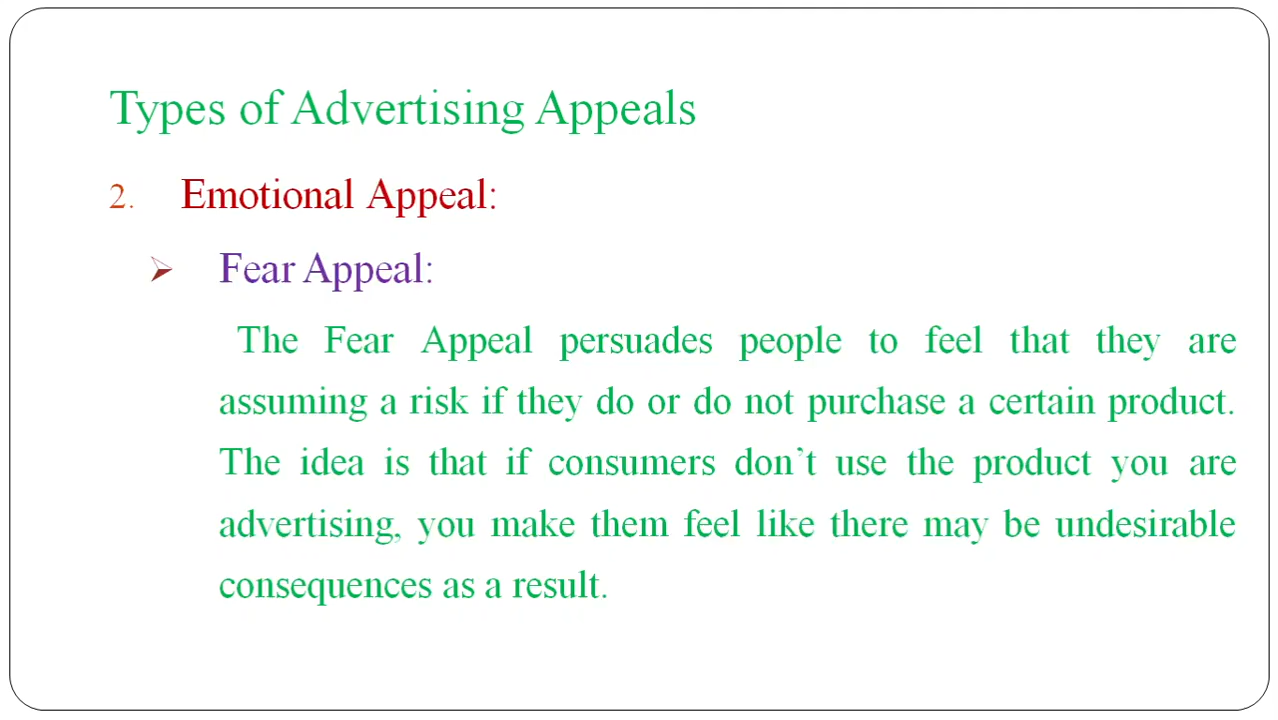 Types of Advertising Appeals
2. Emotional Appeal:
Fear Appeal:
The Fear Appeal persuades people to feel that they are
assuming a risk if they do or do not purchase a certain product.
The idea is that if consumers don’t use the product you are
advertising, you make them feel like there may be undesirable
consequences as a result.